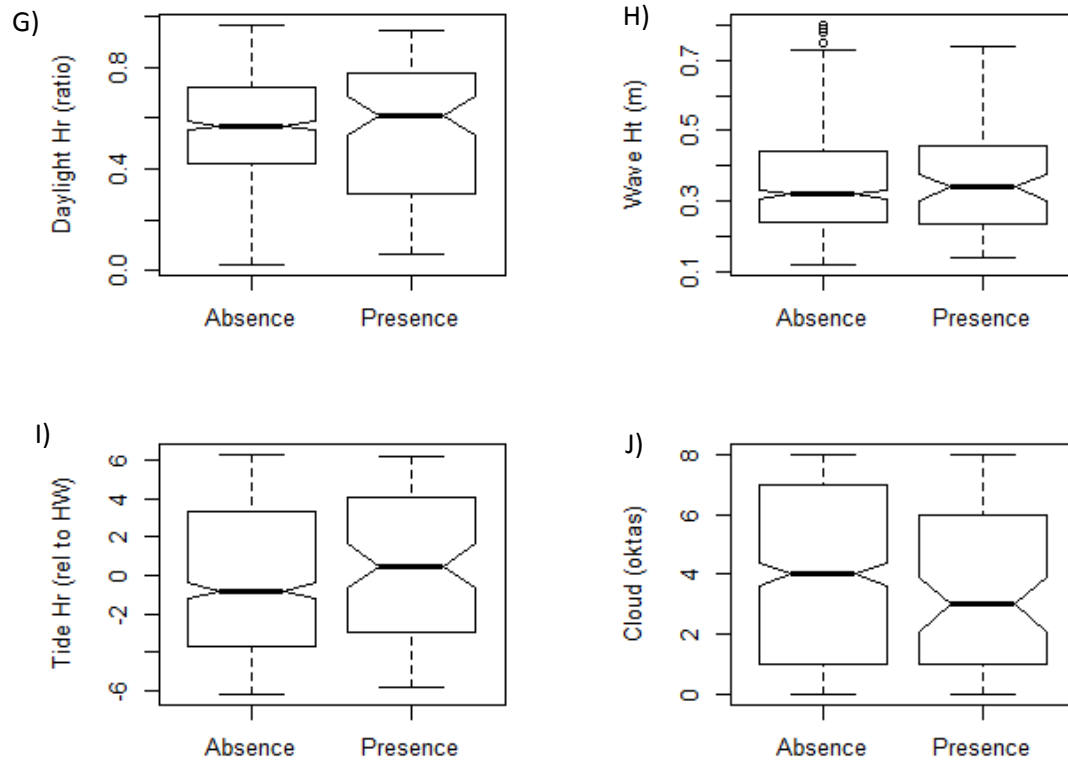 G)
Daylight Hr (ratio)
0.8
0.4
0.0
Absence Presence
H)
Wave Ht (m)
0.7
0.5
0.3
0.1
Absence Presence
I)
Tide Hr (rel to HW)
6
4
2
0
-2
-6
Absence Presence
J)
Cloud (oktas)
8
6
4
2
0
Absence Presence